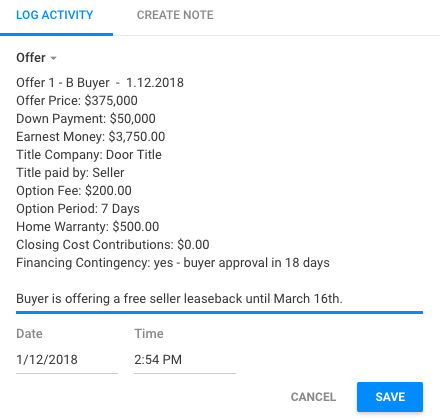 LOG ACTIVITY CREATE NOTE
Offer
Offer 1 - B Buyer - 1.12.2018
Offer Price: $375,000
Down Payment: $50,000
Earnest Money: $3,750.00
Title Company: Door Title
Title paid by: Seller
Option Fee: $200.00
Option Period: 7 Days
Home Warranty: $500.00
Closing Cost Contributions: $0.00
Financing Contingency: yes - buyer approval in 18 days
Buyer is offering a free seller leaseback until March 16th.
Date Time
1/12/2018 2:54 PM
CANCEL SAVE